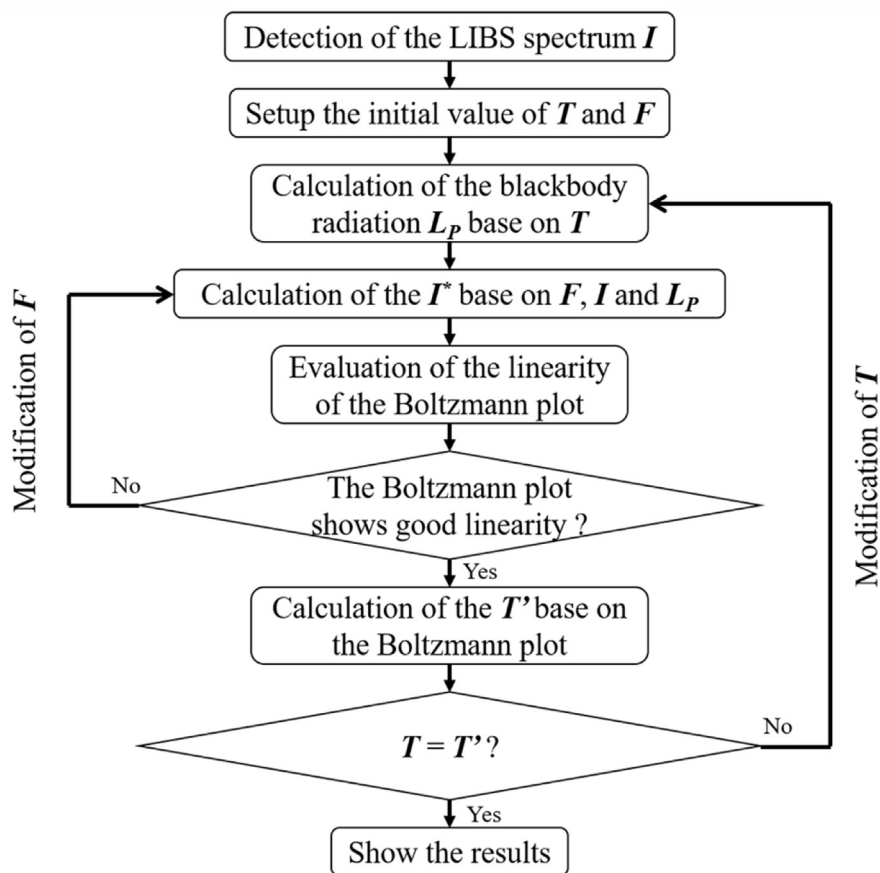 Detection of the LIBS spectrum I
Setup the initial value of T and F
Calculation of the blackbody
radiation L_P base on T
Calculation of the I* base on F, I and L_P
Evaluation of the linearity
of the Boltzmann plot
The Boltzmann plot
shows good linearity ?
No
Modification of F
Yes
Calculation of the T’ base on
the Boltzmann plot
T = T’ ?
No
Modification of T
Yes
Show the results